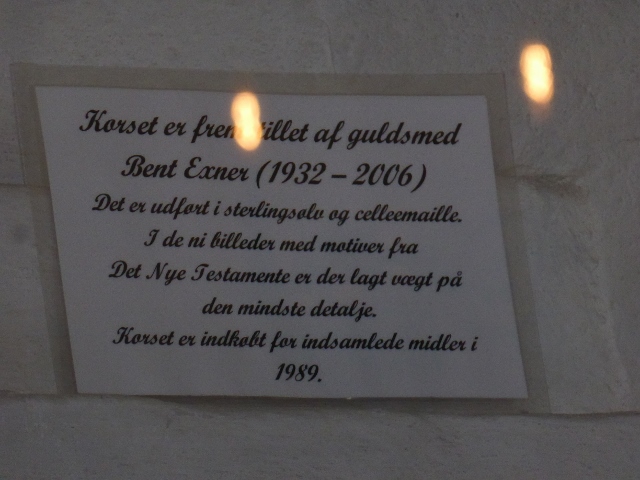 Korset er fremstillet af guldsmed
Bent Exner (1932 – 2006)
Det er udført i sterlingsølv og celleemaille.
I de ni billeder med motiver fra
Det Nye Testamente er der lagt vægt på
den mindste detalje.
Korset er indkøbt for indsamlede midler i
1989.